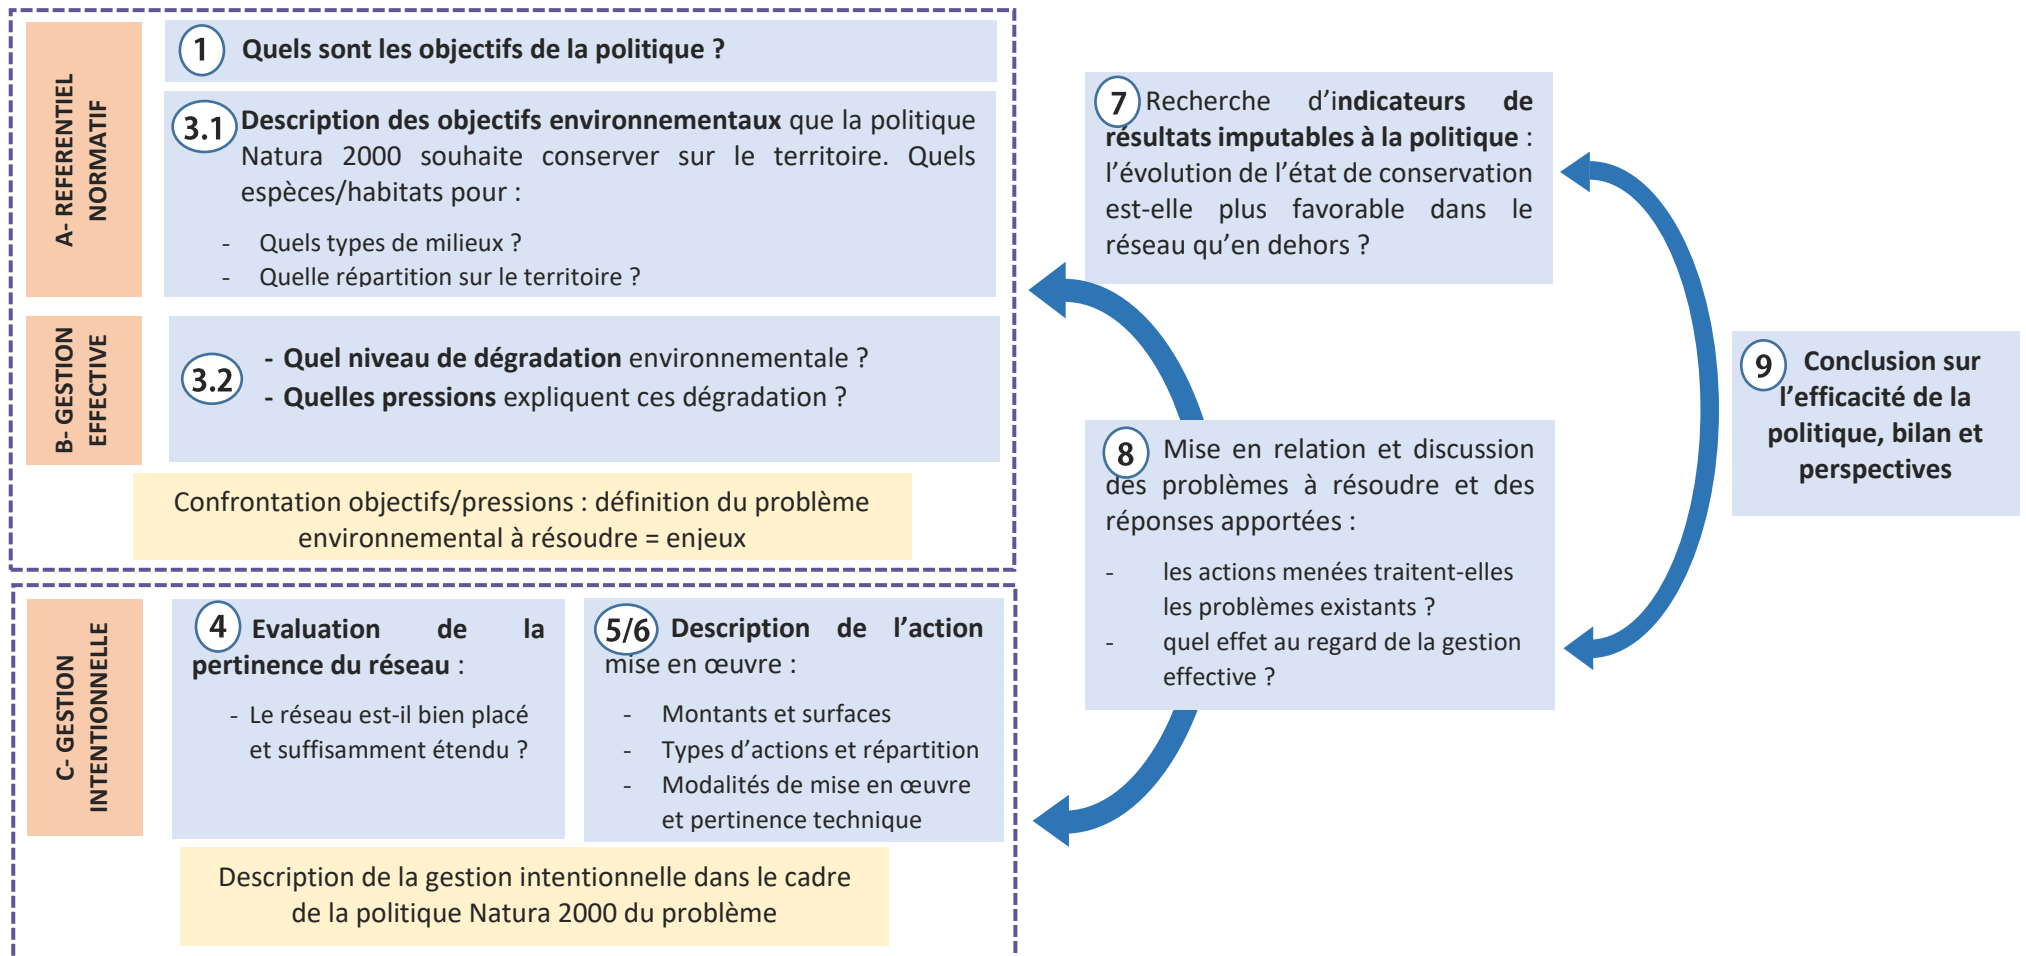 A- REFERENTIEL
NORMATIF
1 Quels sont les objectifs de la politique ?
3.1 Description des objectifs environnementaux que la politique
Natura 2000 souhaite conserver sur le territoire. Quels
espèces/habitats pour :
- Quels types de milieux ?
- Quelle répartition sur le territoire ?
B- GESTION
EFFECTIVE
3.2
- Quel niveau de dégradation environnementale ?
- Quelles pressions expliquent ces dégradation ?
Confrontation objectifs/pressions : définition du problème
environnemental à résoudre = enjeux
C- GESTION
INTENTIONNELLE
4 Evaluation de la
pertinence du réseau :
- Le réseau est-il bien placé
et suffisamment étendu ?
5/6 Description de l'action
mise en œuvre :
- Montants et surfaces
- Types d'actions et répartition
- Modalités de mise en œuvre
et pertinence technique
Description de la gestion intentionnelle dans le cadre
de la politique Natura 2000 du problème
7 Recherche d'indicateurs de
résultats imputables à la politique :
l'évolution de l'état de conservation
est-elle plus favorable dans le
réseau qu'en dehors ?
8 Mise en relation et discussion
des problèmes à résoudre et des
réponses apportées :
- les actions menées traitent-elles
les problèmes existants ?
- quel effet au regard de la gestion
effective ?
9 Conclusion sur
l'efficacité de la
politique, bilan et
perspectives